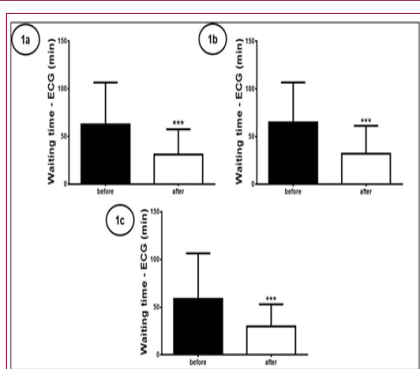 1a
Waiting time - ECG (min)
150
100
50
0
***
before
after
1b
Waiting time - ECG (min)
150
100
50
0
***
before
after
1c
Waiting time - ECG (min)
150
100
50
0
***
before
after